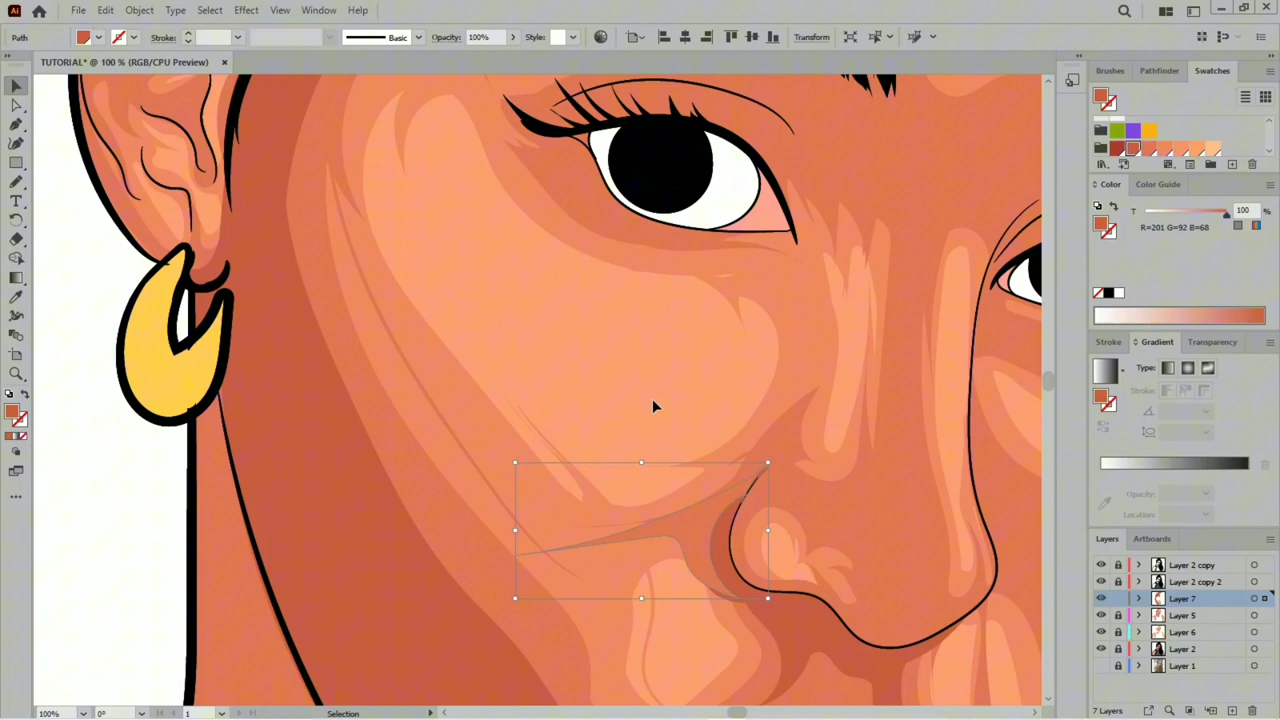 Ai File Edit Object Type Select Effect View Window Help
Path Stroke: Basic Opacity: 100% Style: Transform
TUTORIAL* @ 100 % (RGB/CPU Preview)
Brushes Pathfinder Swatches
Color Color Guide
T 100 %
R=201 G=92 B=68
Stroke Gradient Transparency
Type:
Stroke:
Opacity:
Location:
Layers Artboards
Layer 2 copy
Layer 2 copy 2
Layer 7
Layer 5
Layer 6
Layer 2
Layer 1
100% 0° 1 Selection
7 Layers